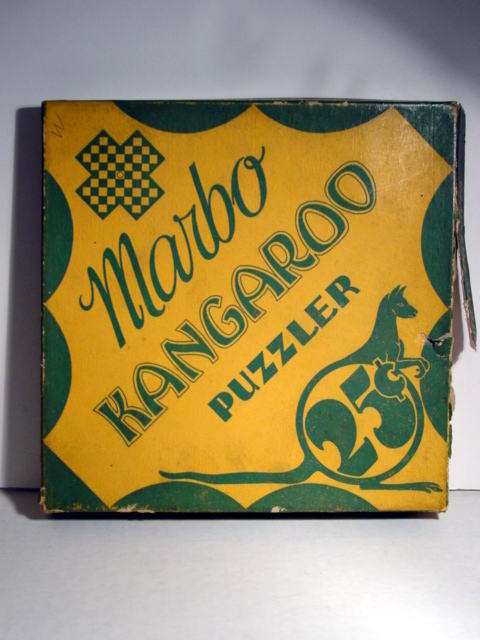 W
Marbo
KANGAROO
PUZZLER
25¢